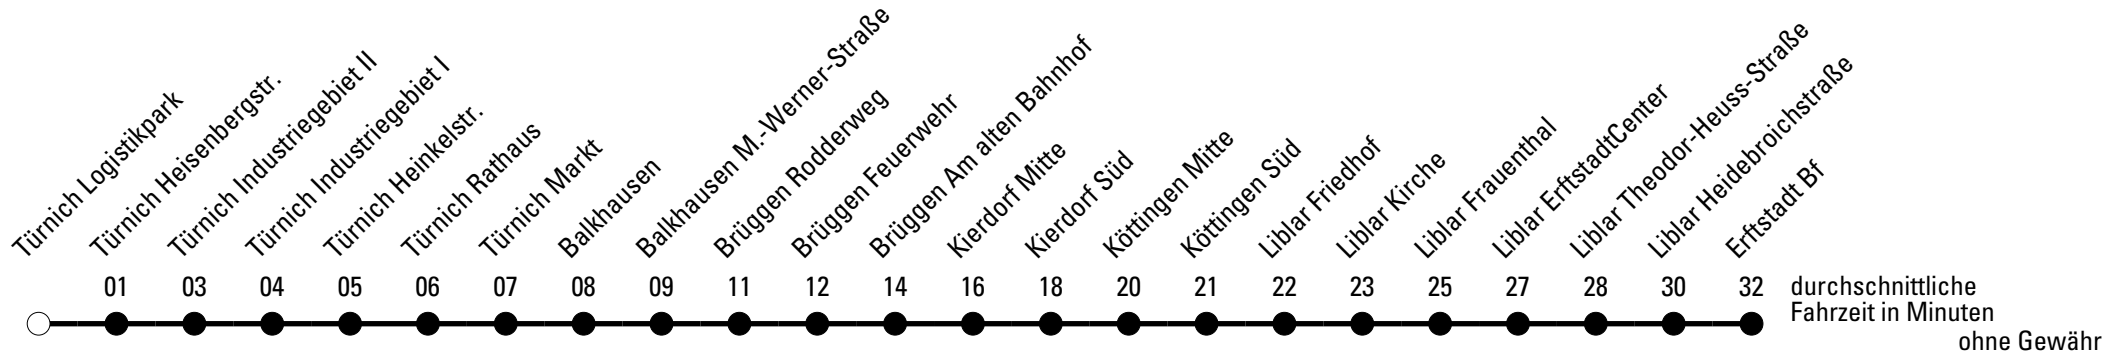 Türnich Logistikpark
Türnich Heisenbergstr.
Türnich Industriegebiet II
Türnich Industriegebiet I
Türnich Heinkelstr.
Türnich Rathaus
Türnich Markt
Balkhausen
Balkhausen M.-Werner-Straße
Brüggen Rodderweg
Brüggen Feuerwehr
Brüggen Am alten Bahnhof
Kierdorf Mitte
Kierdorf Süd
Köttingen Mitte
Köttingen Süd
Liblar Friedhof
Liblar Kirche
Liblar Frauenthal
Liblar ErftstadtCenter
Liblar Theodor-Heuss-Straße
Liblar Heidebroichstraße
Erftstadt Bf
01 03 04 05 06 07 08 09 11 12 14 16 18 20 21 22 23 25 27 28 30 32 durchschnittliche
Fahrzeit in Minuten
ohne Gewähr